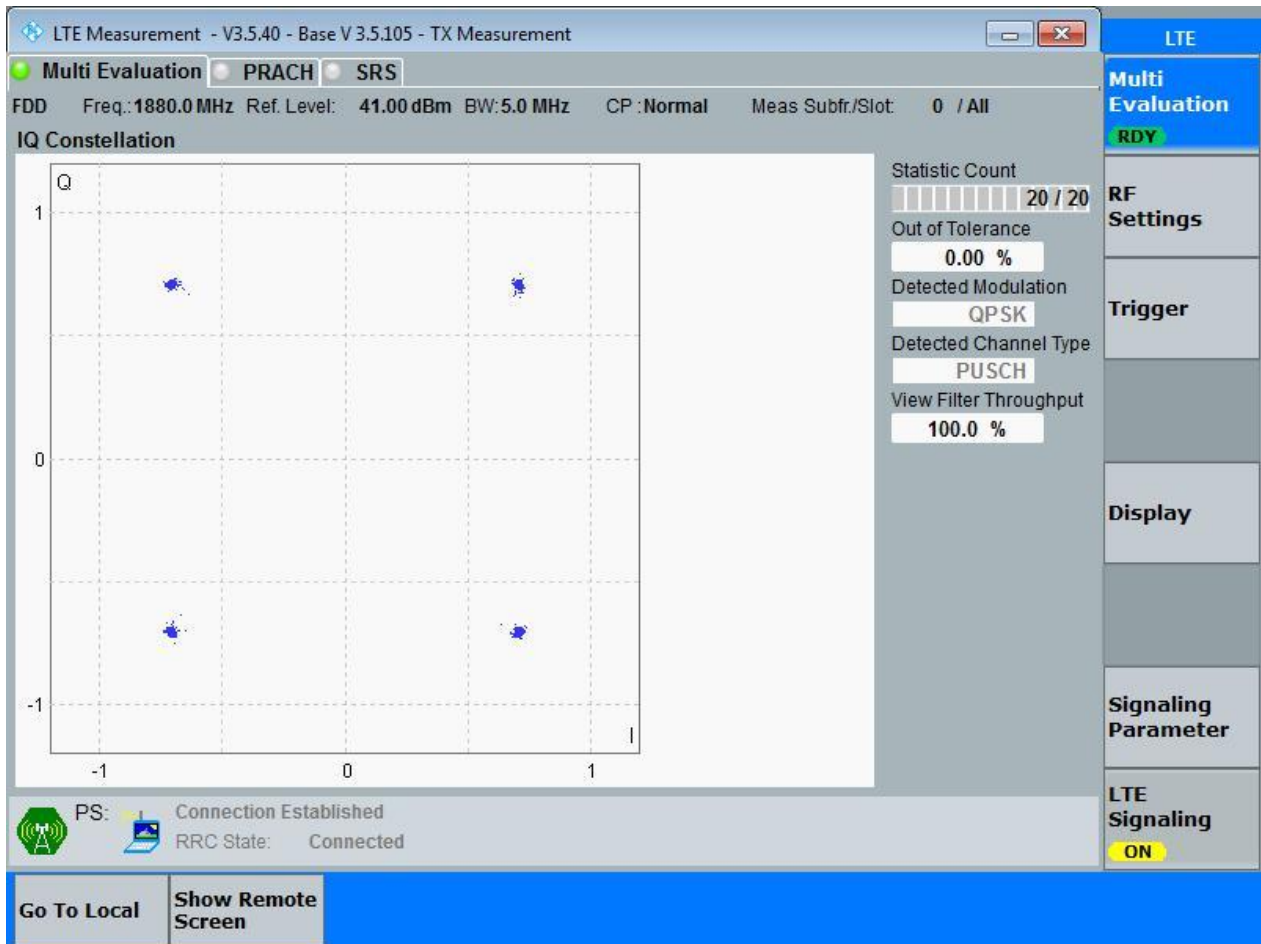 LTE Measurement - V3.5.40 - Base V 3.5.105 - TX Measurement
LTE
Multi Evaluation PRACH SRS
Multi
Evaluation
RDY
FDD Freq.:1880.0 MHz Ref. Level: 41.00 dBm BW:5.0 MHz CP :Normal Meas Subfr./Slot: 0 / All
IQ Constellation
Q
1
0
-1
I
-1 0 1
Statistic Count
20 / 20
Out of Tolerance
0.00 %
Detected Modulation
QPSK
Detected Channel Type
PUSCH
View Filter Throughput
100.0 %
RF
Settings
Trigger
Display
Signaling
Parameter
LTE
Signaling
ON
PS: Connection Established
RRC State: Connected
Go To Local
Show Remote
Screen